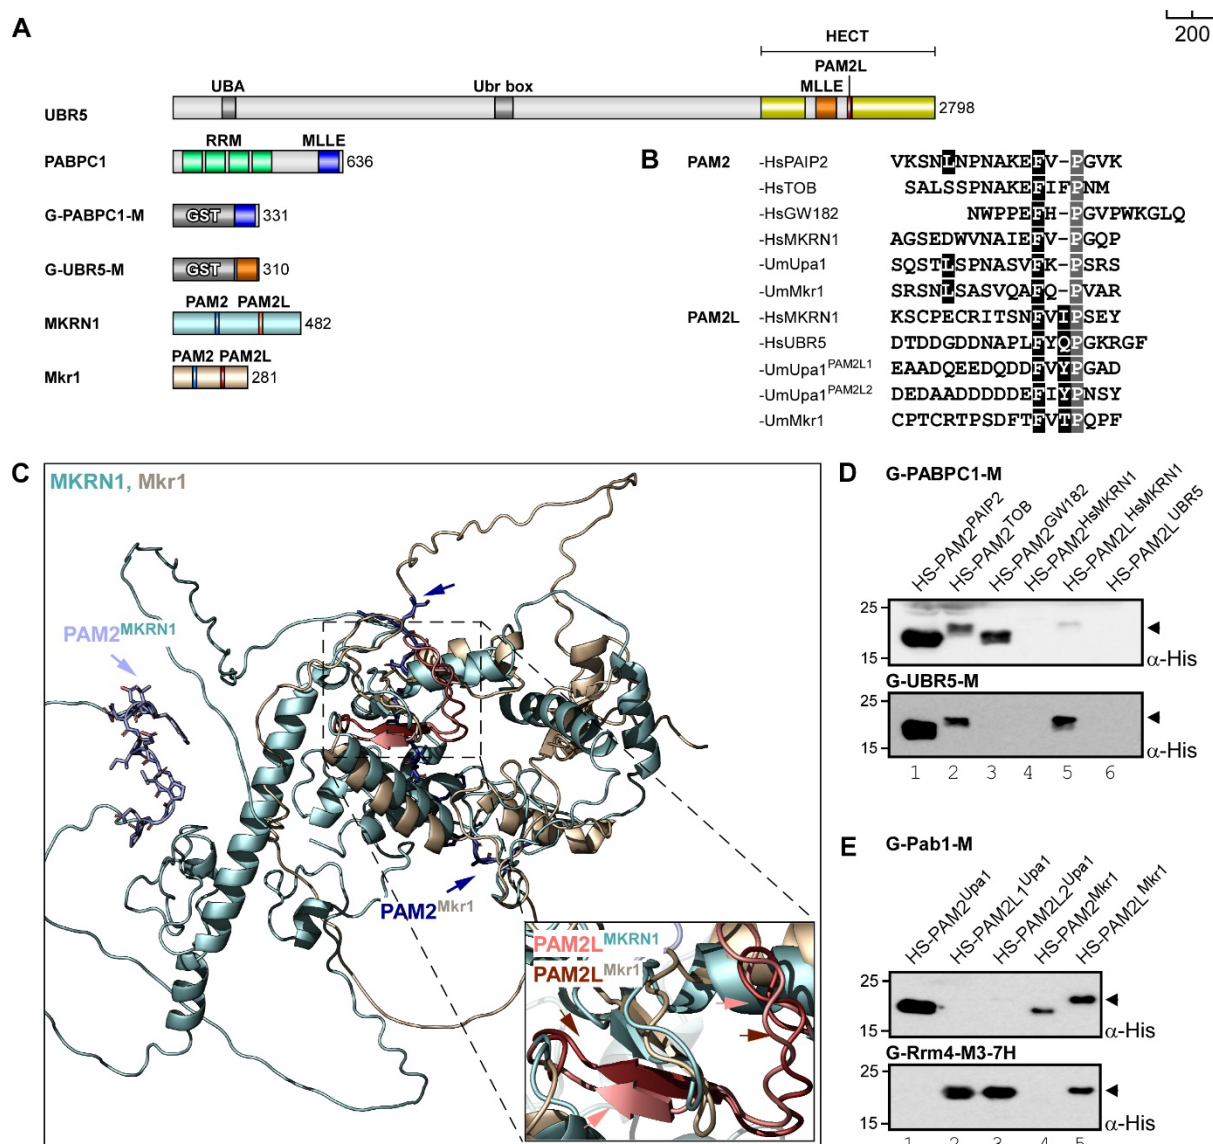 A
200
HECT
UBA
Ubr box
MLLE
PAM2L
UBR5
2798
RRM
MLLE
PABPC1
636
G-PABPC1-M
GST
331
G-UBR5-M
GST
310
PAM2
PAM2L
MKRN1
482
PAM2
PAM2L
Mkr1
281
B
PAM2 -HsPAIP2 VKSNLNPNAKEFV-PGVK
-HsTOB SALSSPNAKEFIFPNM
-HsGW182 NWPPEFH-PGVPWKGLQ
-HsMKRN1 AGSEDWVNAIEFV-PGQP
-UmUpa1 SQSTLSPNASVFK-PSRS
-UmMkr1 SRSNLSASVQAFQ-PVAR
PAM2L -HsMKRN1 KSCPECRITSNFVIPSEY
-HsUBR5 DTDDGDDNAPLFYQPGKRGF
-UmUpa1PAM2L1 EAADQEEDQDDFVYPGAD
-UmUpa1PAM2L2 DEDAADDDDDEFIYPNSY
-UmMkr1 CPTCRTPSDFTFVTPQPF
C
MKRN1, Mkr1
PAM2MKRN1
PAM2Mkr1
PAM2LMKRN1
PAM2LMkr1
D
G-PABPC1-M
HS-PAM2PAIP2
HS-PAM2TOB
HS-PAM2GW182
HS-PAM2HsMKRN1
HS-PAM2LHsMKRN1
HS-PAM2LUBR5
25
15
α-His
G-UBR5-M
25
15
α-His
1 2 3 4 5 6
E
G-Pab1-M
HS-PAM2Upa1
HS-PAM2L1Upa1
HS-PAM2L2Upa1
HS-PAM2Mkr1
HS-PAM2LMkr1
25
15
α-His
G-Rrm4-M3-7H
25
15
α-His
1 2 3 4 5